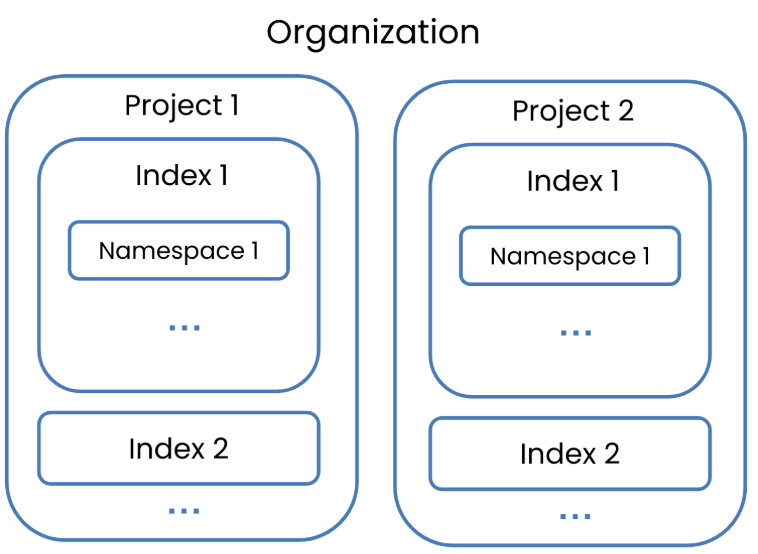 Organization
Project 1
Index 1
Namespace 1
...
Index 2
...
Project 2
Index 1
Namespace 1
...
Index 2
...